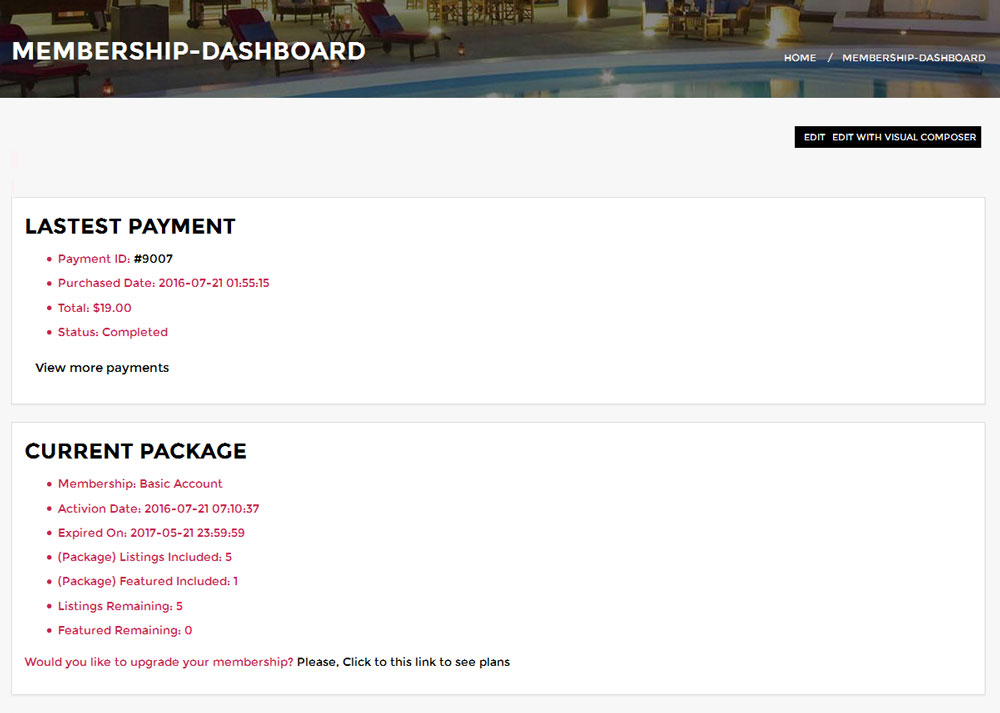 MEMBERSHIP-DASHBOARD
HOME / MEMBERSHIP-DASHBOARD
EDIT EDIT WITH VISUAL COMPOSER
LASTEST PAYMENT
Payment ID: #9007
Purchased Date: 2016-07-21 01:55:15
Total: $19.00
Status: Completed
View more payments
CURRENT PACKAGE
Membership: Basic Account
Activion Date: 2016-07-21 07:10:37
Expired On: 2017-05-21 23:59:59
(Package) Listings Included: 5
(Package) Featured Included: 1
Listings Remaining: 5
Featured Remaining: 0
Would you like to upgrade your membership? Please, Click to this link to see plans